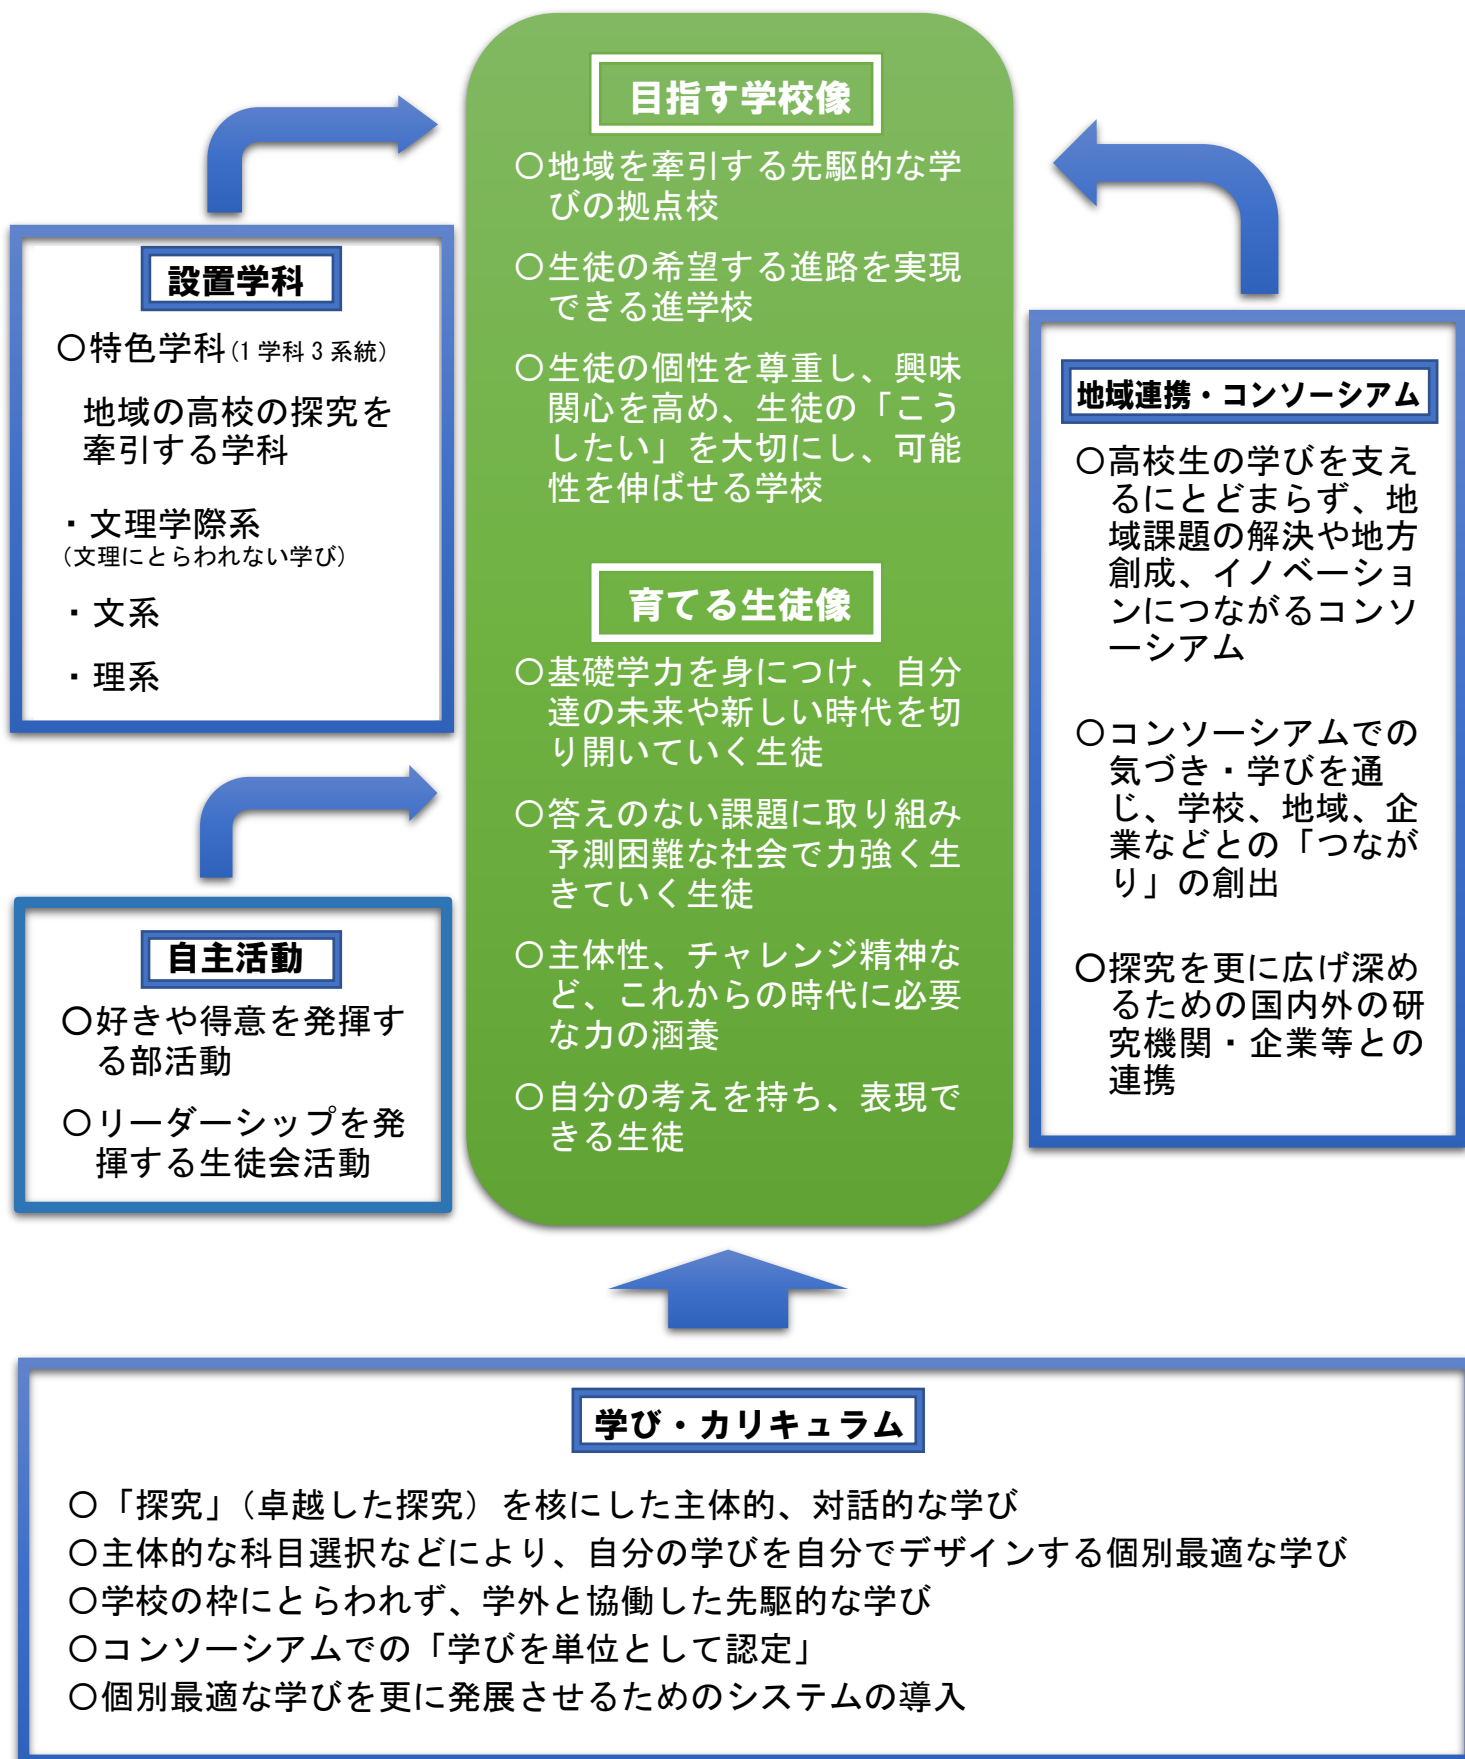 目指す学校像
〇地域を牽引する先駆的な学
びの拠点校
〇生徒の希望する進路を実現
できる進学校
〇生徒の個性を尊重し、興味
関心を高め、生徒の「こう
したい」を大切にし、可能
性を伸ばせる学校
育てる生徒像
〇基礎学力を身につけ、自分
達の未来や新しい時代を切
り開いていく生徒
〇答えのない課題に取り組み
予測困難な社会で力強く生
きていく生徒
〇主体性、チャレンジ精神な
ど、これからの時代に必要
な力の涵養
〇自分の考えを持ち、表現で
きる生徒
設置学科
〇特色学科(1学科3系統)
地域の高校の探究を
牽引する学科
・文理学際系
(文理にとらわれない学び)
・文系
・理系
自主活動
〇好きや得意を発揮す
る部活動
〇リーダーシップを発
揮する生徒会活動
地域連携・コンソーシアム
〇高校生の学びを支え
るにとどまらず、地
域課題の解決や地方
創成、イノベーショ
ンにつながるコンソ
ーシアム
〇コンソーシアムでの
気づき・学びを通
じ、学校、地域、企
業などとの「つなが
り」の創出
〇探究を更に広げ深め
るための国内外の研
究機関・企業等との
連携
学び・カリキュラム
〇「探究」(卓越した探究)を核にした主体的、対話的な学び
〇主体的な科目選択などにより、自分の学びを自分でデザインする個別最適な学び
〇学校の枠にとらわれず、学外と協働した先駆的な学び
〇コンソーシアムでの「学びを単位として認定」
〇個別最適な学びを更に発展させるためのシステムの導入